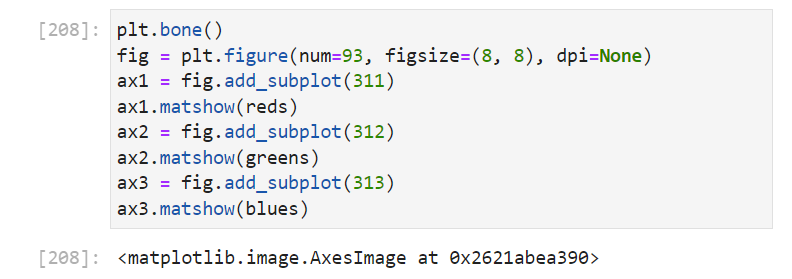 [208]: plt.bone()
fig = plt.figure(num=93, figsize=(8, 8), dpi=None)
ax1 = fig.add_subplot(311)
ax1.matshow(reds)
ax2 = fig.add_subplot(312)
ax2.matshow(greens)
ax3 = fig.add_subplot(313)
ax3.matshow(blues)
[208]: <matplotlib.image.AxesImage at 0x2621abea390>